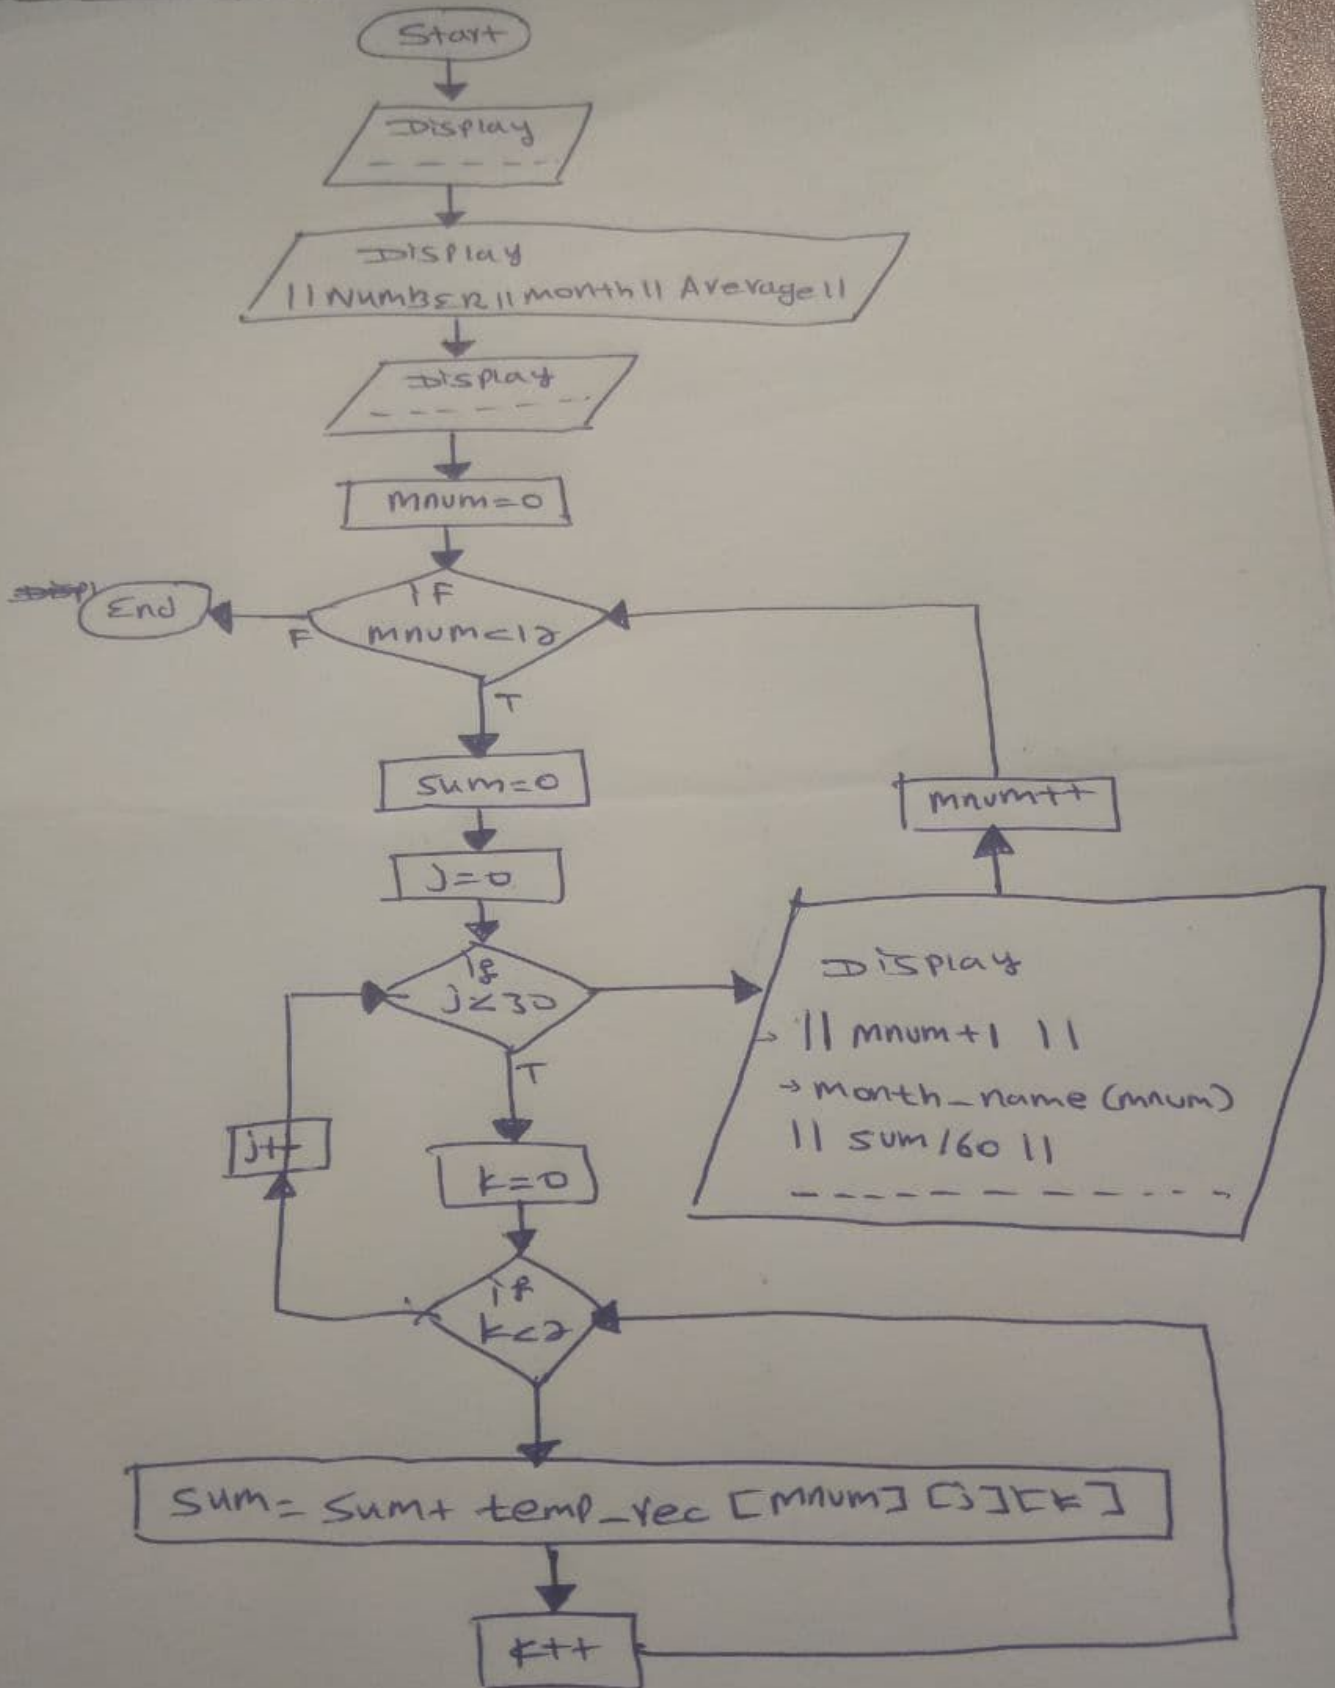 Start
Display
- - - - - -
Display
||NumBER||month|| Average||
Display
- - - - - - -
mnum=0
IF
mnum<12
End
F
T
sum=0
mnum++
j=0
if
j<30
T
Display
→ || mnum+1 ||
→ month_name (mnum)
|| sum/60 ||
- - - - - - - - - -
j++
k=0
if
k<2
sum= sum+ temp_rec [mnum] [j][k]
k++